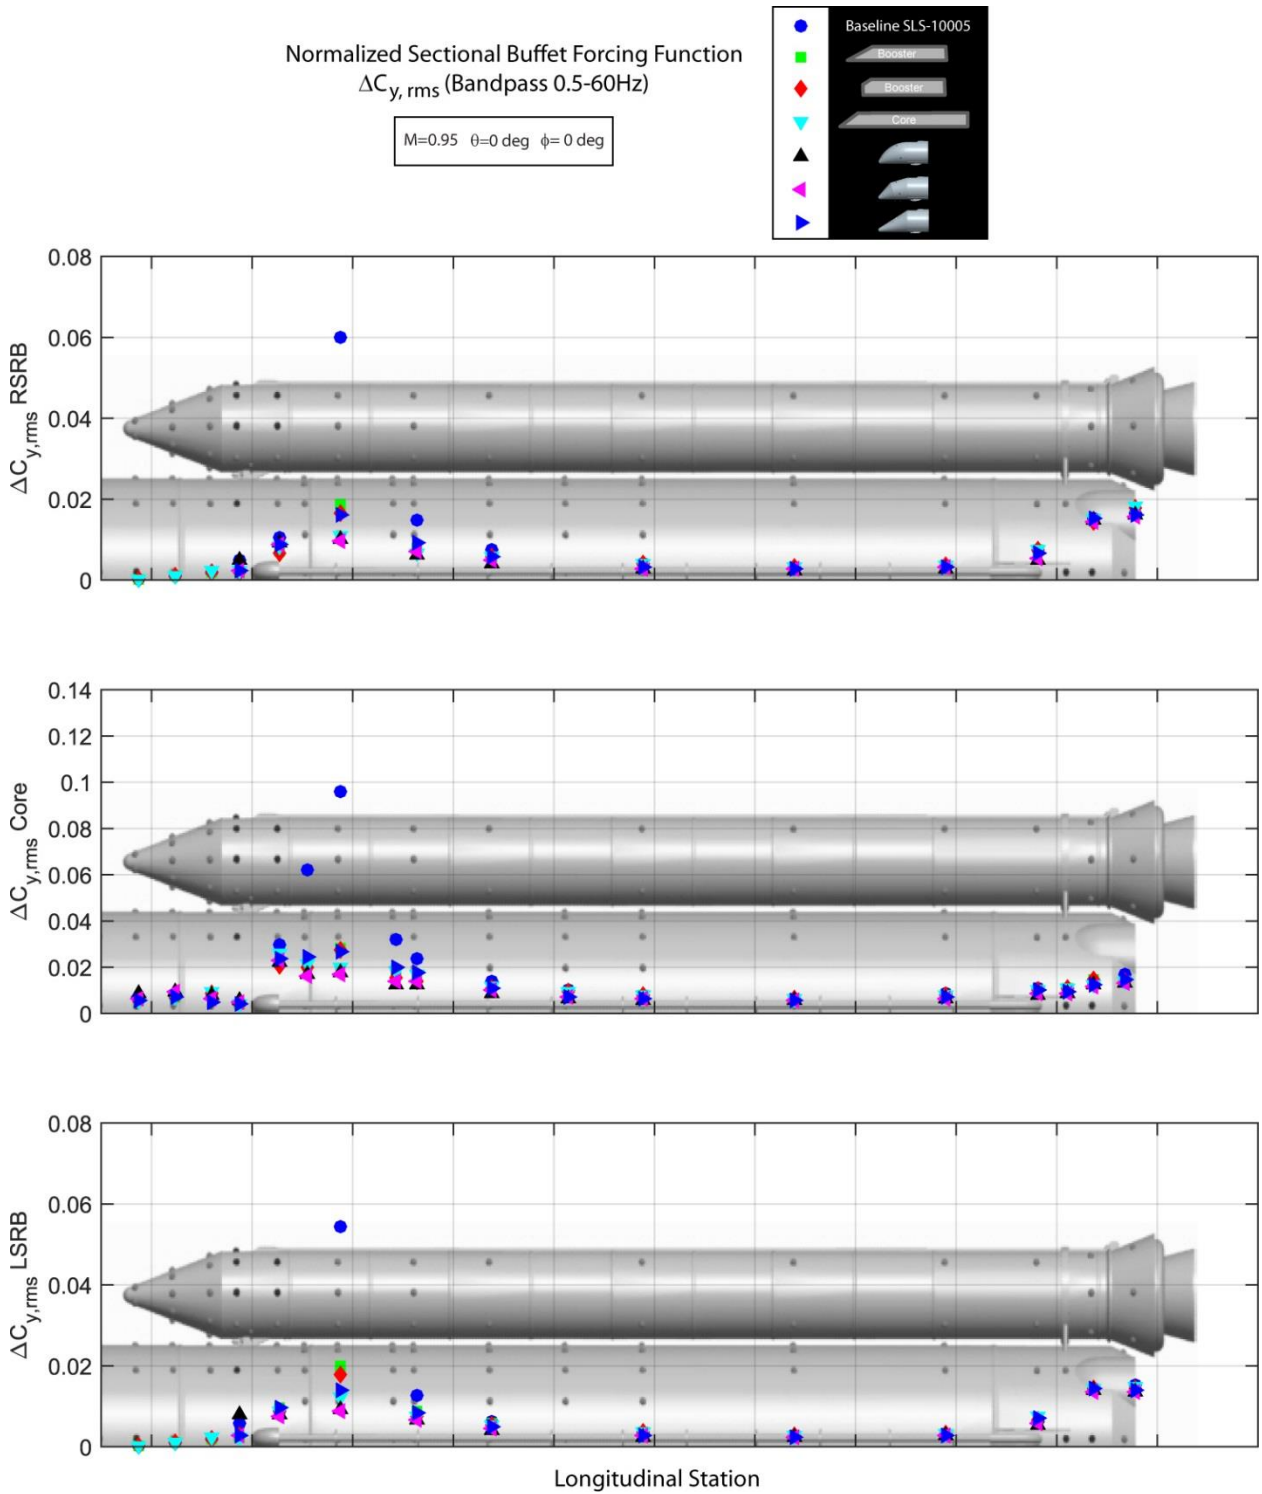 Normalized Sectional Buffet Forcing Function
ΔCy, rms (Bandpass 0.5-60Hz)
M=0.95 θ=0 deg ϕ= 0 deg
Baseline SLS-10005
Booster
Booster
Core
0.08
0.06
0.04
0.02
0
ΔCy,rms RSRB
0.14
0.12
0.1
0.08
0.06
0.04
0.02
0
ΔCy,rms Core
0.08
0.06
0.04
0.02
0
ΔCy,rms LSRB
Longitudinal Station